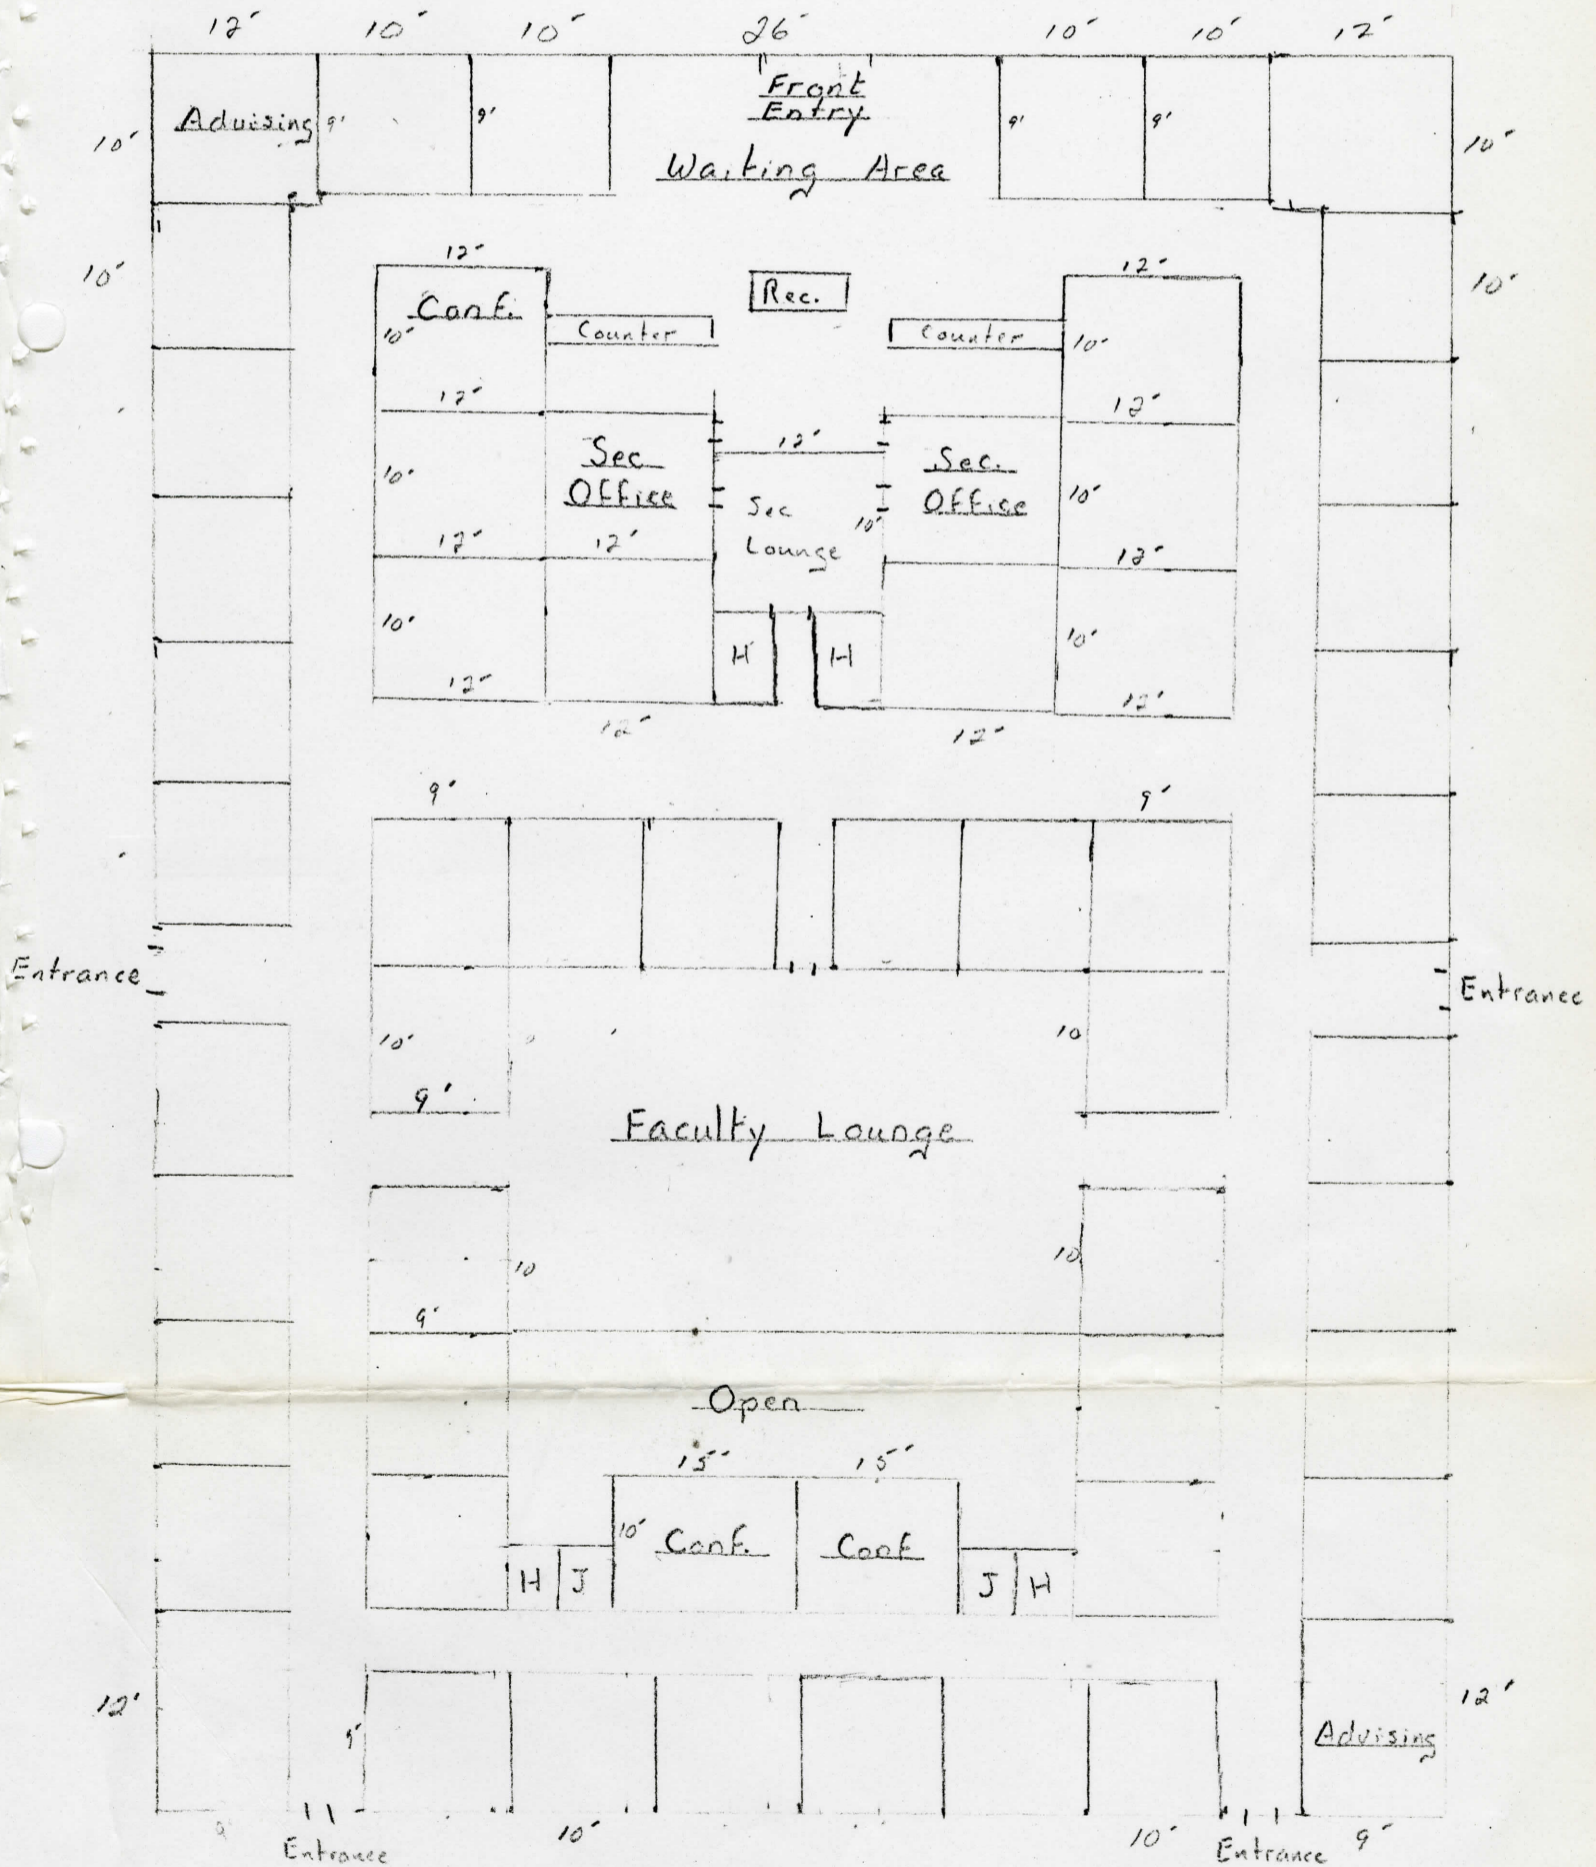 12' 10' 10' 26' 10' 10' 12'
Front
Entry
Advising 9' 9' 9' 9'
10' 10'
Waiting Area
10' 10'
12' 12'
Conf. Rec.
10' Counter Counter 10'
12' 12'
12'
Sec Sec.
10' Office Sec 10' Office 10'
Lounge
12' 12' 12'
10' 10'
H H
12' 12'
12' 12'
9' 9'
Entrance Entrance
10' 10
9'
Faculty Lounge
10 10
9'
Open
15' 15'
10' Conf. Conf
H J J H
12' 12'
9' Advising
9' 10' 10' 9'
Entrance Entrance